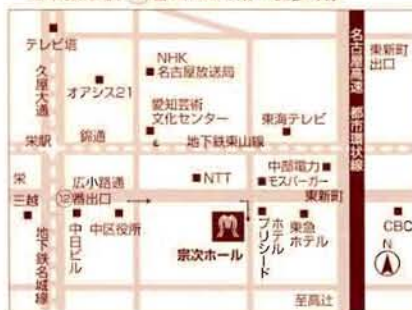 テレビ塔
久屋大通
NHK
名古屋放送局
オアシス21
愛知芸術
文化センター
東海テレビ
名古屋高速 都市環状線
東新町
出口
栄駅
錦通
地下鉄東山線
栄
三越
広小路通
⑫番出口
NTT
中部電力
モスバーガー
東新町
地下鉄名城線
中日ビル
中区役所
宗次ホール
ホテル
プリシード
東急
ホテル
CBC
N
至高辻